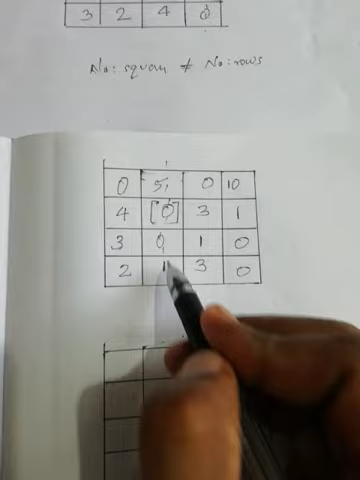 3 2 4 0
No: squares ≠ No: rows
0 5 0 10
4 [0] 3 1
3 0 1 0
2 1 3 0